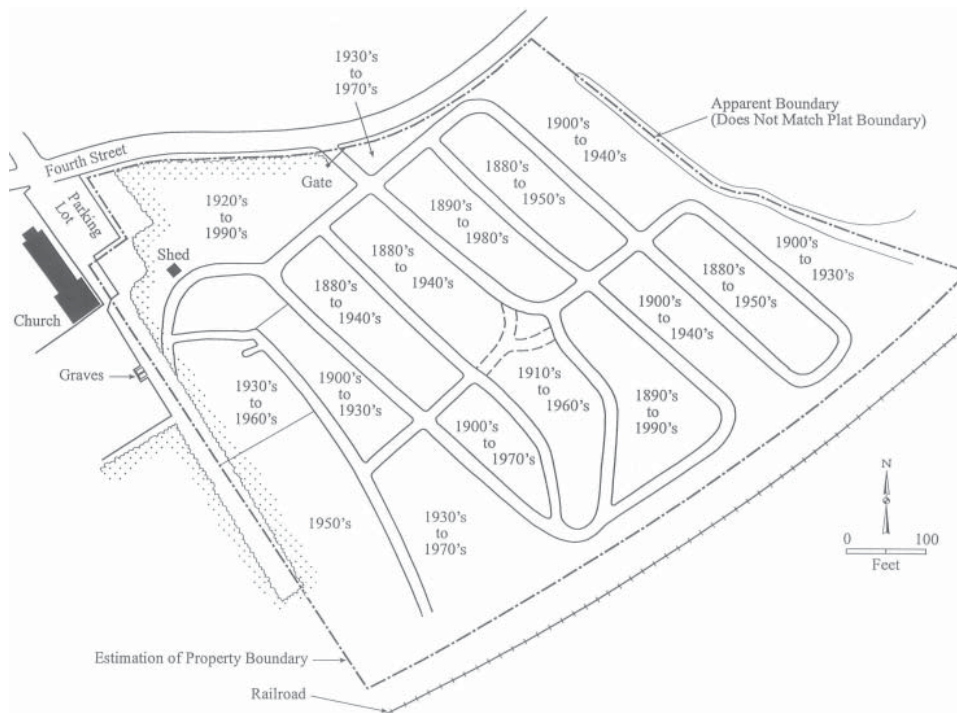 1930's
to
1970's
Apparent Boundary
(Does Not Match Plat Boundary)
1900's
to
1940's
Fourth Street
Gate
1880's
to
1950's
Parking
Lot
1920's
to
1990's
1890's
to
1980's
Shed
1880's
to
1940's
1900's
to
1930's
1880's
to
1940's
1880's
to
1950's
1900's
to
1940's
Church
Graves
1930's
to
1960's
1900's
to
1930's
1910's
to
1960's
1890's
to
1990's
1900's
to
1970's
1950's
1930's
to
1970's
N
0 100
Feet
Estimation of Property Boundary
Railroad